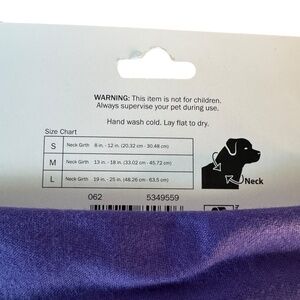 WARNING: This item is not for children.
Always supervise your pet during use.
Hand wash cold. Lay flat to dry.
Size Chart
S Neck Girth 8 in. - 12 in. (20.32 cm - 30.48 cm)
M Neck Girth 13 in. - 18 in. (33.02 cm - 45.72 cm)
L Neck Girth 19 in. - 25 in. (48.26 cm - 63.5 cm)
Neck
062 5349559